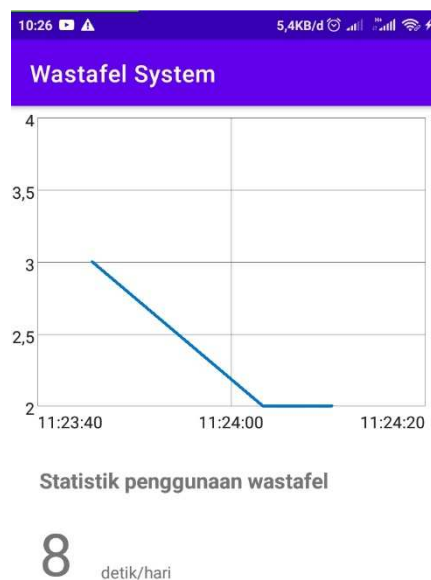 10:26 5,4KB/d
Wastafel System
4
3,5
3
2,5
2
11:23:40 11:24:00 11:24:20
Statistik penggunaan wastafel
8 detik/hari